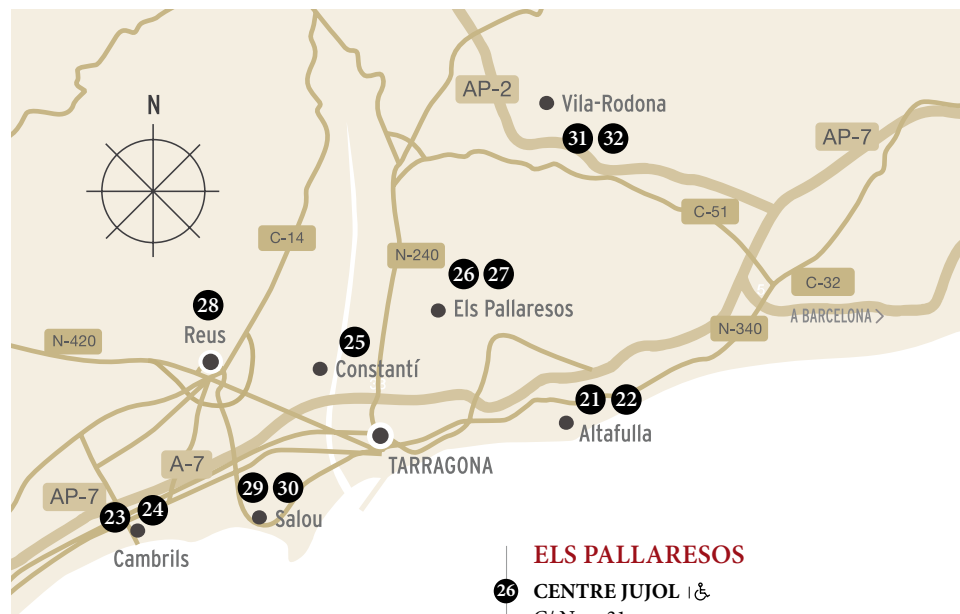 AP-2
Vila-Rodona
N
31 32
AP-7
C-51
C-14
N-240
26 27
C-32
28
Els Pallaresos
A BARCELONA >
Reus
N-340
N-420
25
Constantí
21 22
Altafulla
TARRAGONA
A-7
AP-7
29 30
23 24
Salou
Cambrils
ELS PALLARESOS
26 CENTRE JUJOL